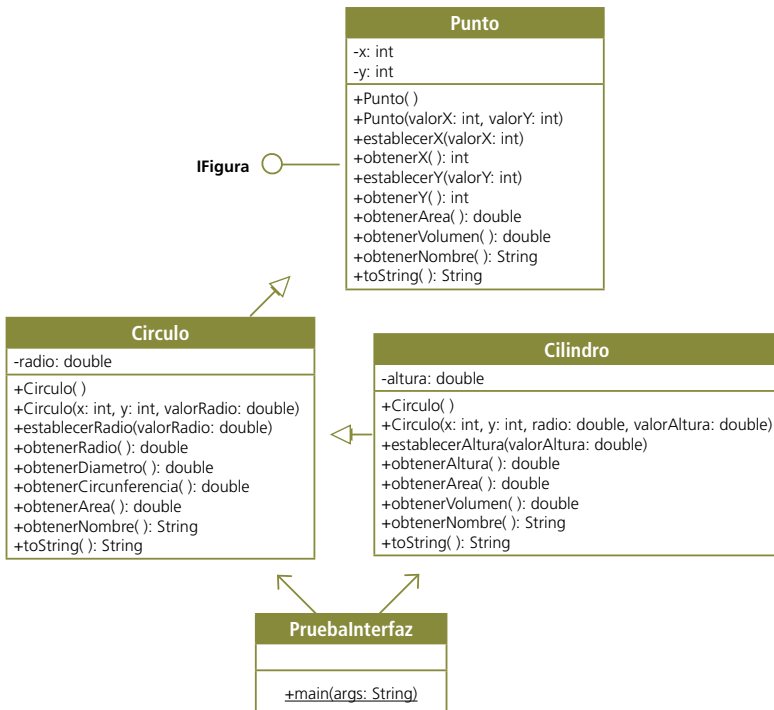 Punto
-x: int
-y: int
+Punto( )
+Punto(valorX: int, valorY: int)
+establecerX(valorX: int)
+obtenerX( ): int
+establecerY(valorY: int)
+obtenerY( ): int
+obtenerArea( ): double
+obtenerVolumen( ): double
+obtenerNombre( ): String
+toString( ): String
IFigura
Circulo
-radio: double
+Circulo( )
+Circulo(x: int, y: int, valorRadio: double)
+establecerRadio(valorRadio: double)
+obtenerRadio( ): double
+obtenerDiametro( ): double
+obtenerCircunferencia( ): double
+obtenerArea( ): double
+obtenerNombre( ): String
+toString( ): String
Cilindro
-altura: double
+Circulo( )
+Circulo(x: int, y: int, radio: double, valorAltura: double)
+establecerAltura(valorAltura: double)
+obtenerAltura( ): double
+obtenerArea( ): double
+obtenerVolumen( ): double
+obtenerNombre( ): String
+toString( ): String
PruebaInterfaz
+main(args: String)